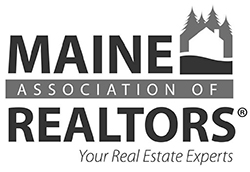 MAINE
ASSOCIATION OF
REALTORS®
Your Real Estate Experts